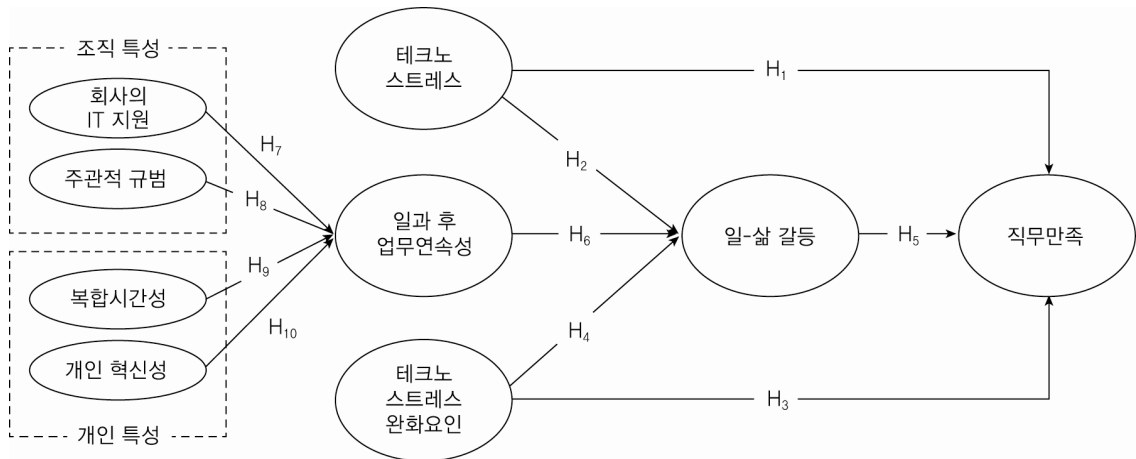 조직 특성
회사의
IT 지원
주관적 규범
복합시간성
개인 혁신성
개인 특성
H₇
H₈
H₉
H₁₀
테크노
스트레스
일과 후
업무연속성
테크노
스트레스
완화요인
H₁
H₂
H₆
H₄
H₃
일-삶 갈등
H₅
직무만족